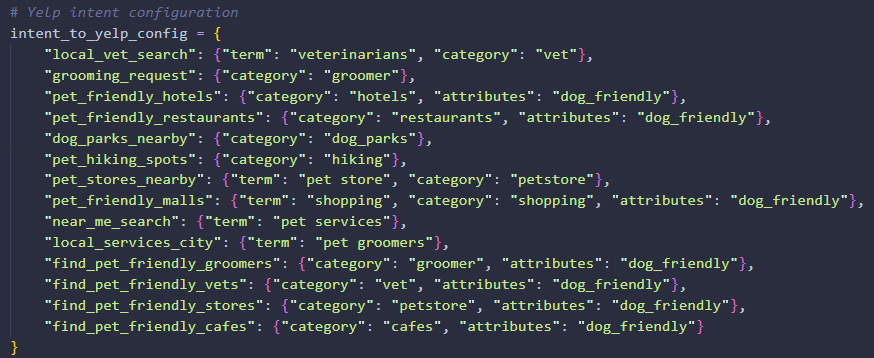 # Yelp intent configuration
intent_to_yelp_config = {
    "local_vet_search": {"term": "veterinarians", "category": "vet"},
    "grooming_request": {"category": "groomer"},
    "pet_friendly_hotels": {"category": "hotels", "attributes": "dog_friendly"},
    "pet_friendly_restaurants": {"category": "restaurants", "attributes": "dog_friendly"},
    "dog_parks_nearby": {"category": "dog_parks"},
    "pet_hiking_spots": {"category": "hiking"},
    "pet_stores_nearby": {"term": "pet store", "category": "petstore"},
    "pet_friendly_malls": {"term": "shopping", "category": "shopping", "attributes": "dog_friendly"},
    "near_me_search": {"term": "pet services"},
    "local_services_city": {"term": "pet groomers"},
    "find_pet_friendly_groomers": {"category": "groomer", "attributes": "dog_friendly"},
    "find_pet_friendly_vets": {"category": "vet", "attributes": "dog_friendly"},
    "find_pet_friendly_stores": {"category": "petstore", "attributes": "dog_friendly"},
    "find_pet_friendly_cafes": {"category": "cafes", "attributes": "dog_friendly"}
}